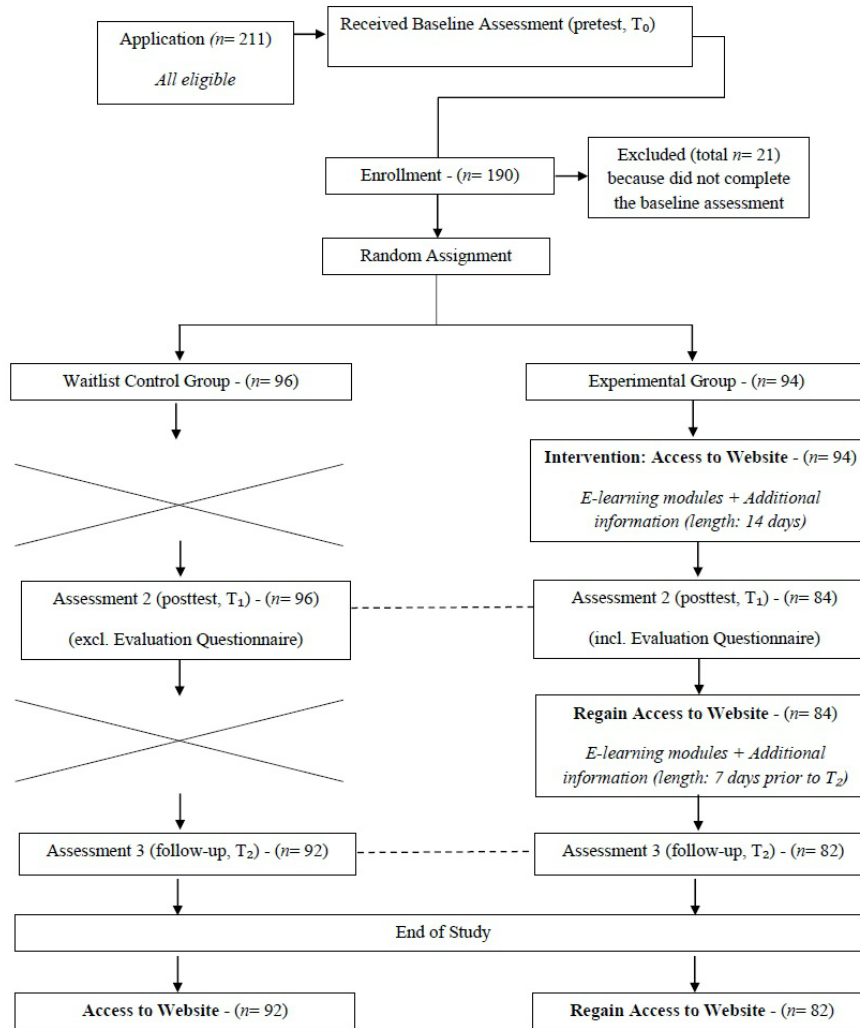 Application (n= 211)
All eligible
Received Baseline Assessment (pretest, T₀)
Enrollment - (n= 190)
Excluded (total n= 21)
because did not complete
the baseline assessment
Random Assignment
Waitlist Control Group - (n= 96)
Experimental Group - (n= 94)
Intervention: Access to Website - (n= 94)
E-learning modules + Additional
information (length: 14 days)
Assessment 2 (posttest, T₁) - (n= 96)
(excl. Evaluation Questionnaire)
Assessment 2 (posttest, T₁) - (n= 84)
(incl. Evaluation Questionnaire)
Regain Access to Website - (n= 84)
E-learning modules + Additional
information (length: 7 days prior to T₂)
Assessment 3 (follow-up, T₂) - (n= 92)
Assessment 3 (follow-up, T₂) - (n= 82)
End of Study
Access to Website - (n= 92)
Regain Access to Website - (n= 82)